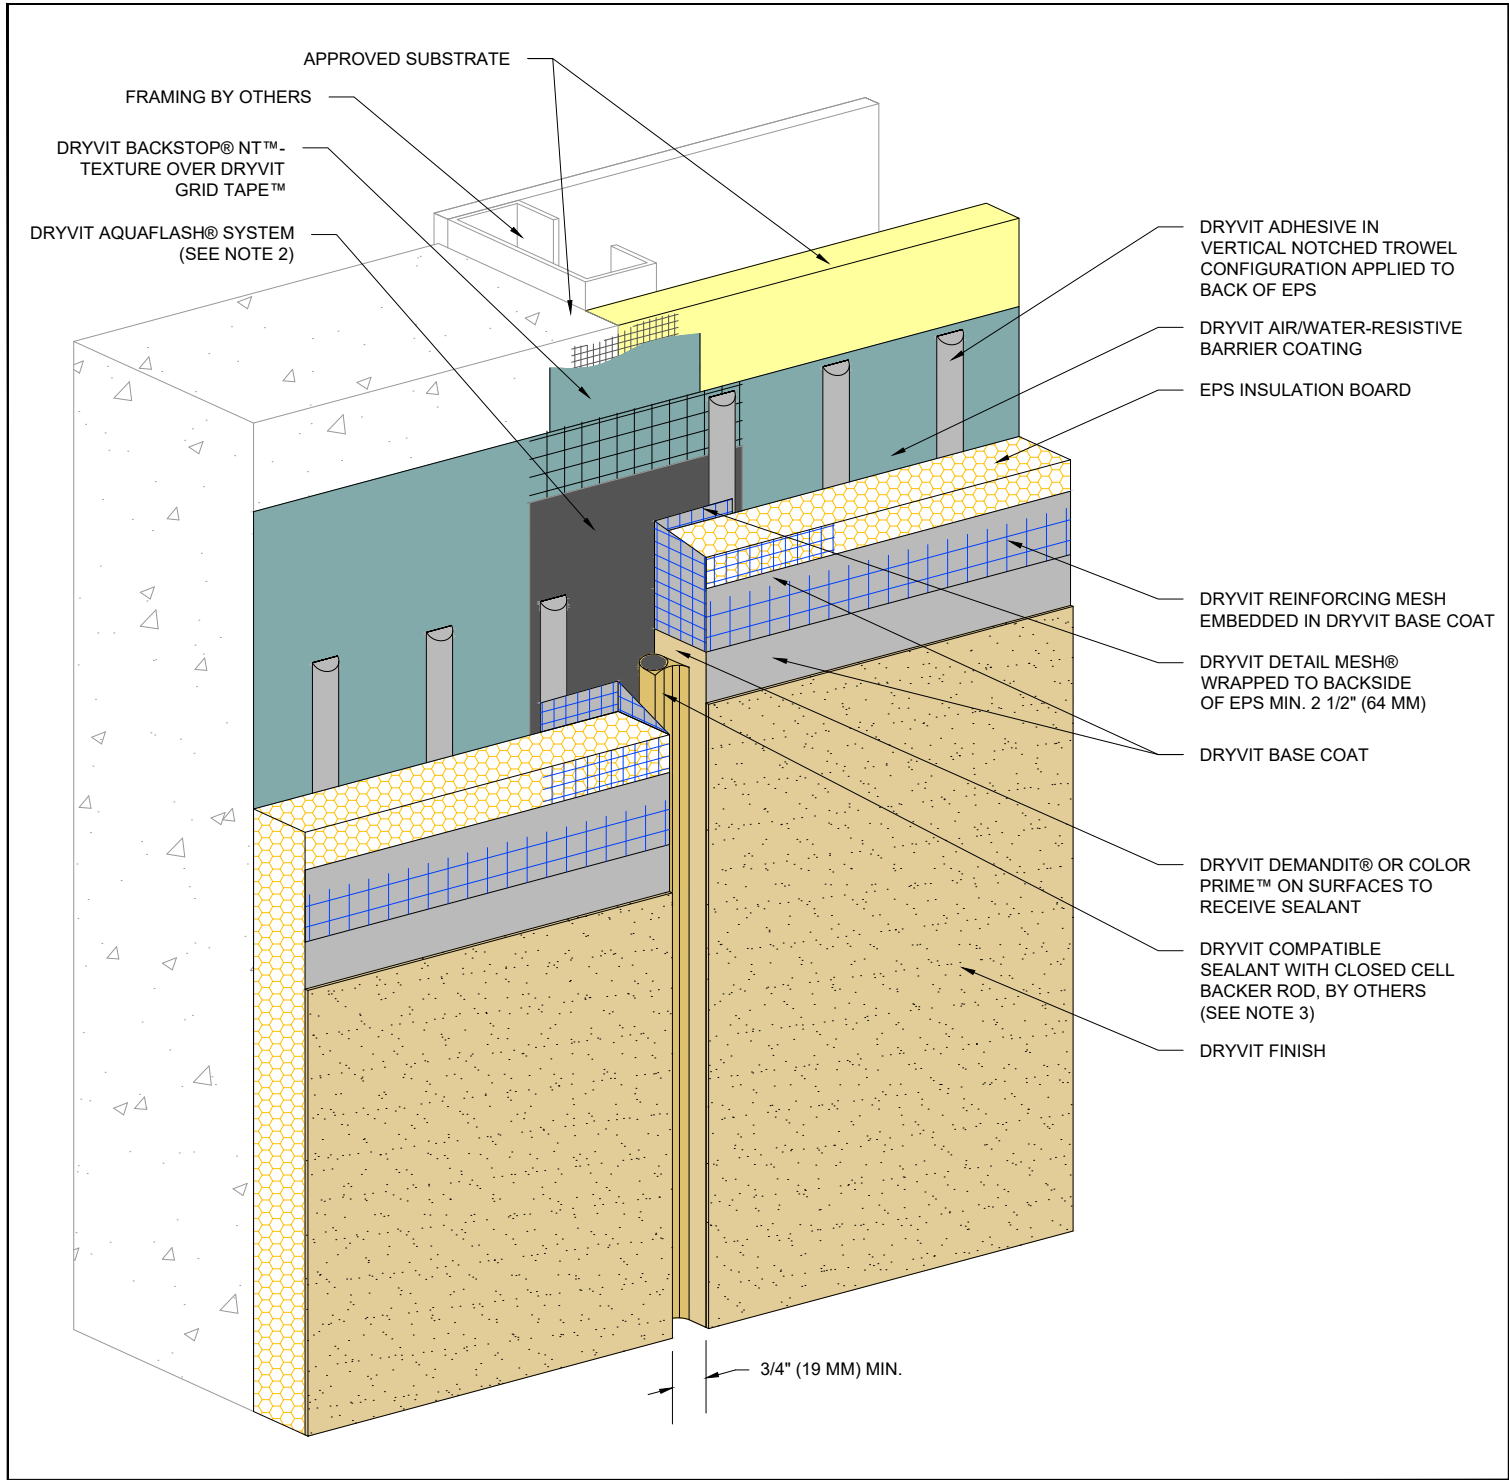 APPROVED SUBSTRATE
FRAMING BY OTHERS
DRYVIT BACKSTOP® NT™-
TEXTURE OVER DRYVIT
GRID TAPE™
DRYVIT AQUAFLASH® SYSTEM
(SEE NOTE 2)
DRYVIT ADHESIVE IN
VERTICAL NOTCHED TROWEL
CONFIGURATION APPLIED TO
BACK OF EPS
DRYVIT AIR/WATER-RESISTIVE
BARRIER COATING
EPS INSULATION BOARD
DRYVIT REINFORCING MESH
EMBEDDED IN DRYVIT BASE COAT
DRYVIT DETAIL MESH®
WRAPPED TO BACKSIDE
OF EPS MIN. 2 1/2" (64 MM)
DRYVIT BASE COAT
DRYVIT DEMANDIT® OR COLOR
PRIME™ ON SURFACES TO
RECEIVE SEALANT
DRYVIT COMPATIBLE
SEALANT WITH CLOSED CELL
BACKER ROD, BY OTHERS
(SEE NOTE 3)
DRYVIT FINISH
3/4" (19 MM) MIN.